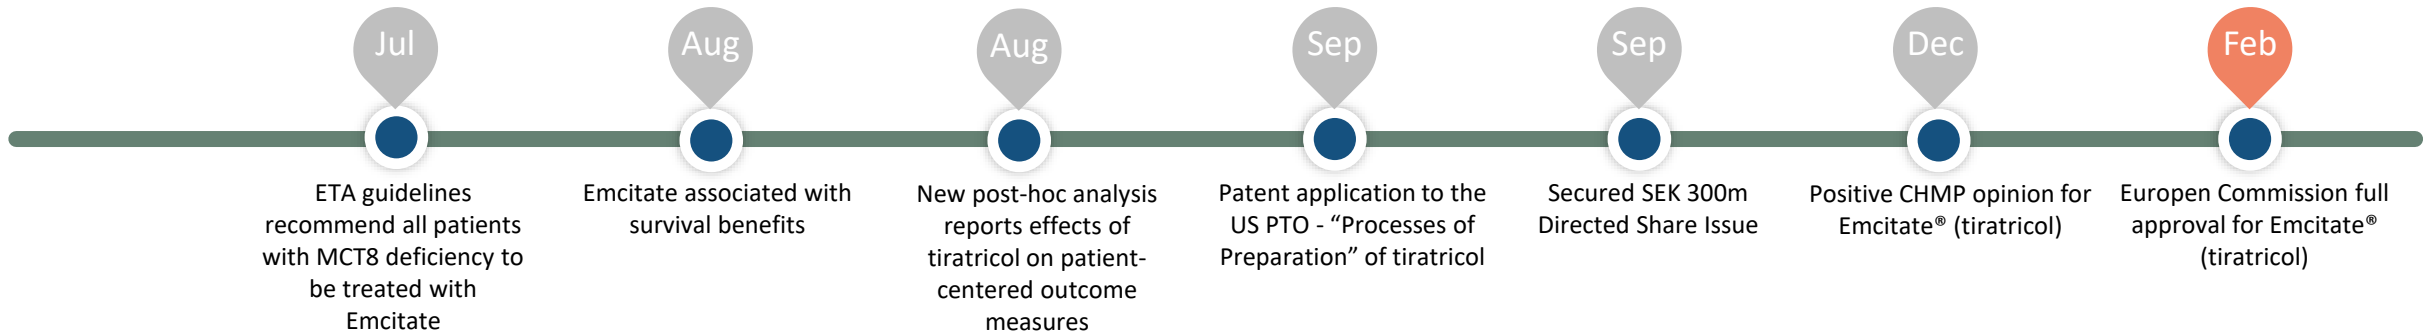 Jul
ETA guidelines
recommend all patients
with MCT8 deficiency to
be treated with
Emcitate
Aug
Emcitate associated with
survival benefits
Aug
New post-hoc analysis
reports effects of
tiratricol on patient-
centered outcome
measures
Sep
Patent application to the
US PTO - “Processes of
Preparation” of tiratricol
Sep
Secured SEK 300m
Directed Share Issue
Dec
Positive CHMP opinion for
Emcitate® (tiratricol)
Feb
Europen Commission full
approval for Emcitate®
(tiratricol)